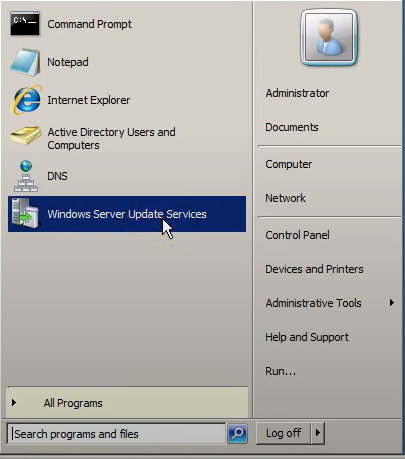 Command Prompt
Notepad
Internet Explorer
Active Directory Users and
Computers
DNS
Windows Server Update Services
All Programs
Search programs and files
Administrator
Documents
Computer
Network
Control Panel
Devices and Printers
Administrative Tools
Help and Support
Run...
Log off